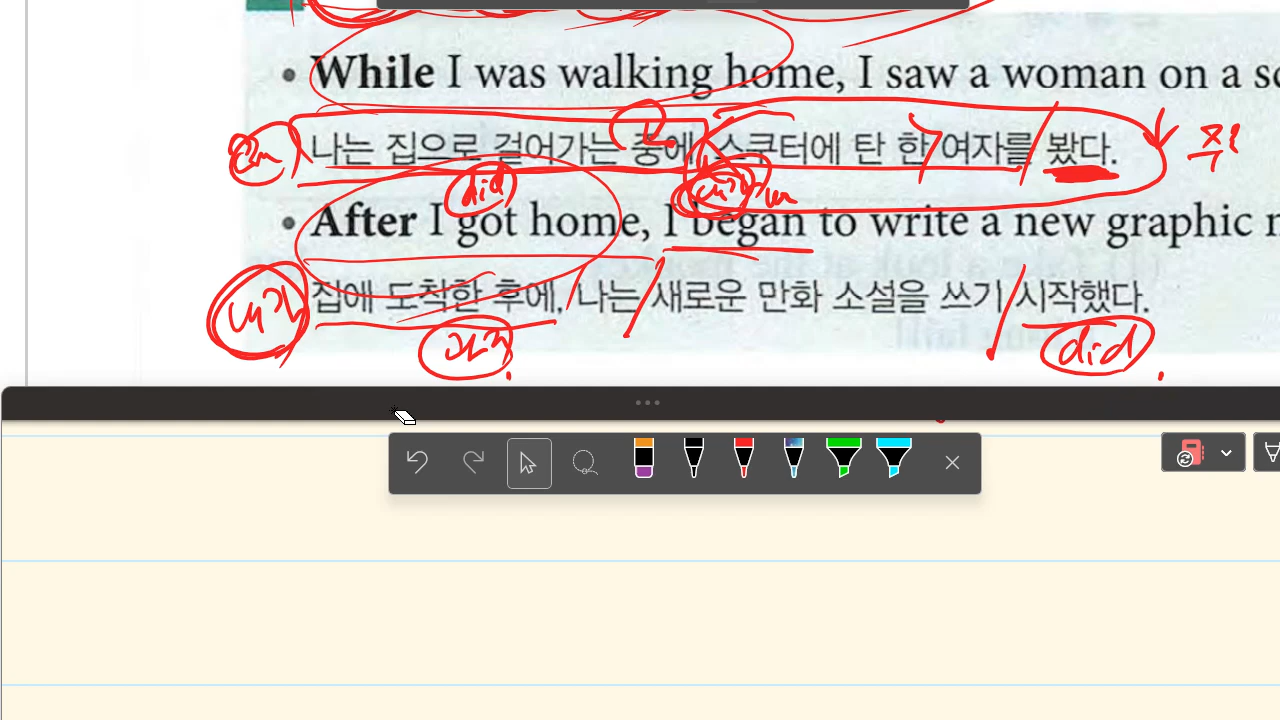 • While I was walking home, I saw a woman on a sc
나는 집으로 걸어가는 중에, 스쿠터에 탄 한 여자를 봤다.
did
• After I got home, I began to write a new graphic n
집에 도착한 후에, 나는 새로운 만화 소설을 쓰기 시작했다.
did